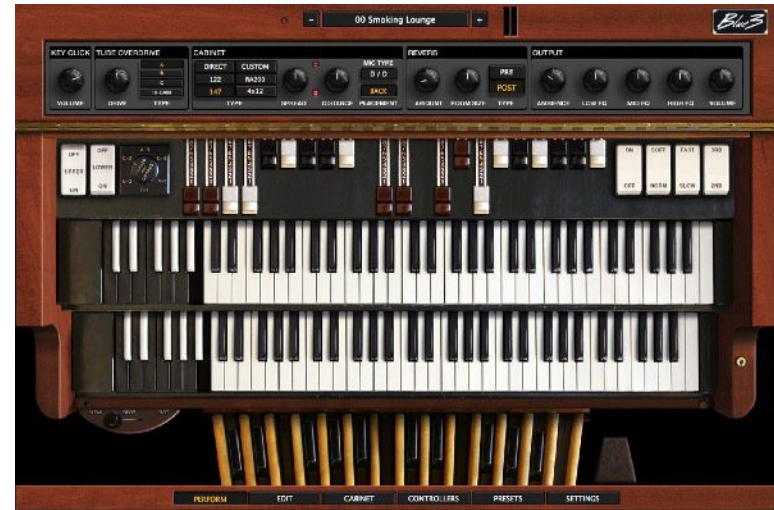 - 00 Smoking Lounge +
Blue3
KEY CLICK TUBE OVERDRIVE CABINET REVERB OUTPUT
MIC TYPE
DIRECT CUSTOM D / D
122 RA200 PRE
147 4x12 BACK POST
VOLUME DRIVE TYPE TYPE SPREAD DISTANCE PLACEMENT AMOUNT ROOM SIZE TYPE AMBIENCE LOW EQ MID EQ HIGH EQ VOLUME
OFF OFF ON SOFT FAST 3RD
UPPER LOWER
ON ON OFF NORM SLOW 2ND
PERFORM EDIT CABINET CONTROLLERS PRESETS SETTINGS